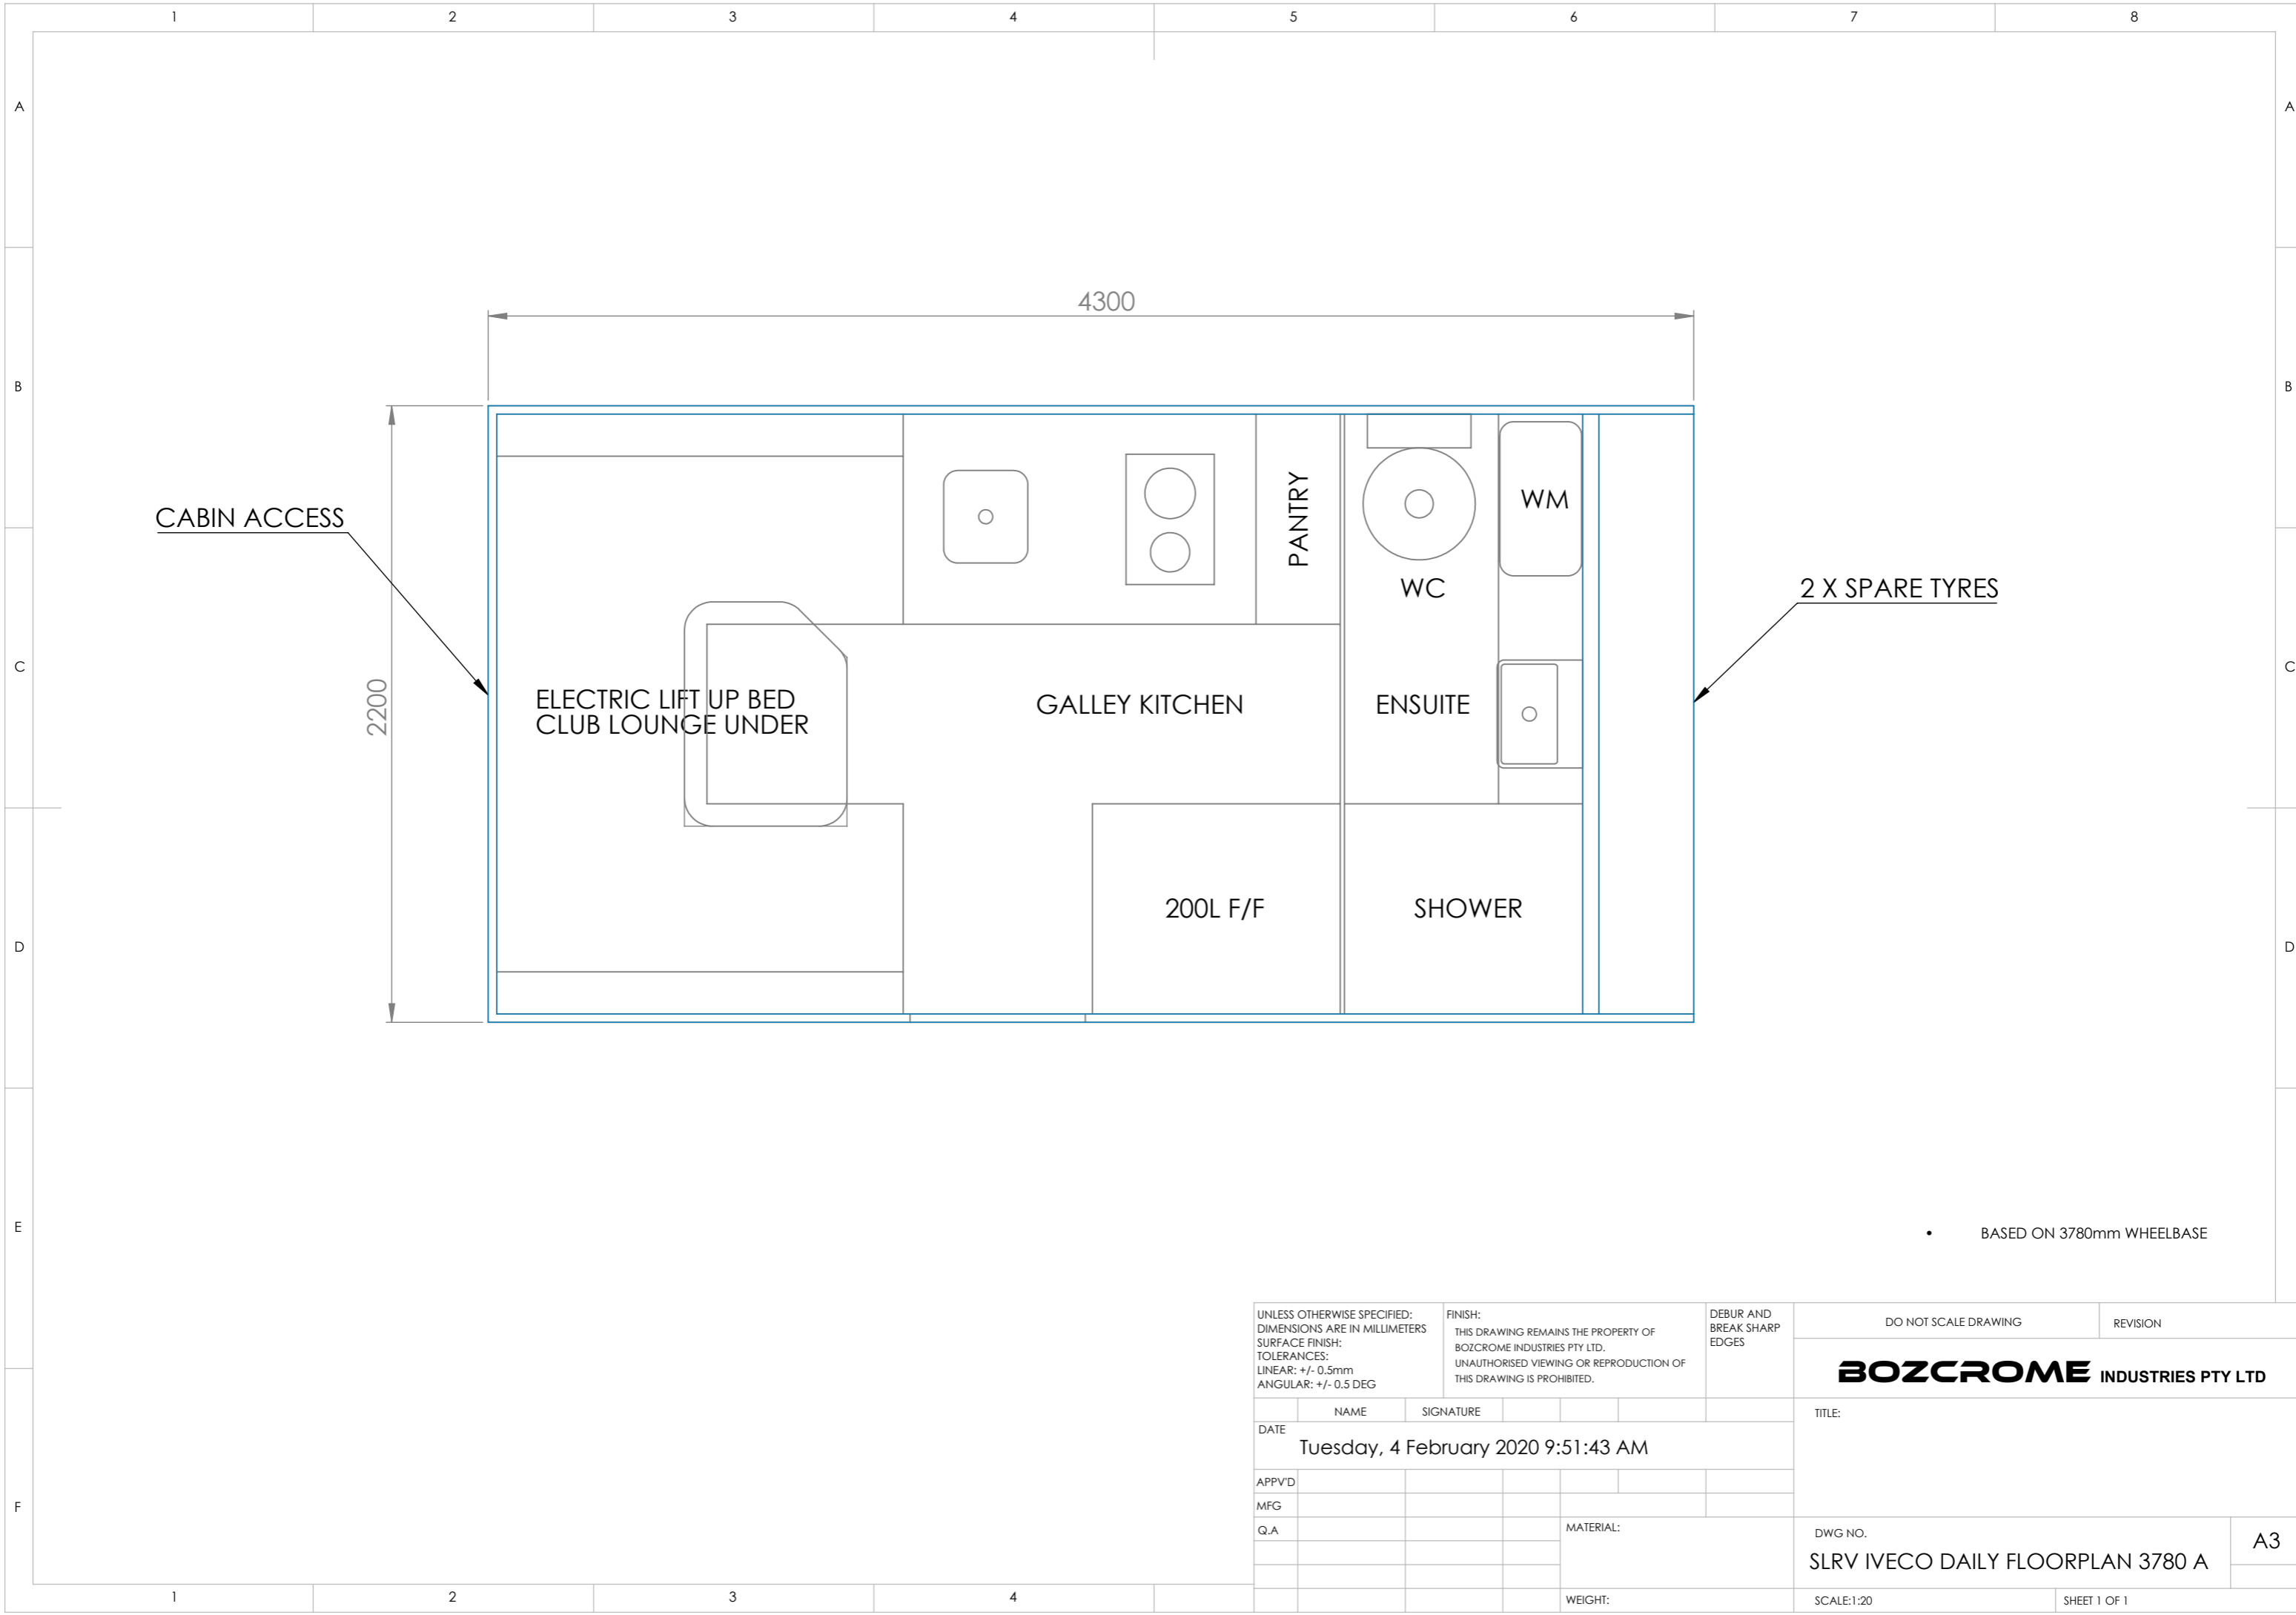 1 2 3 4 5 6 7 8
A A
4300
B B
CABIN ACCESS
PANTRY
WM
WC
2 X SPARE TYRES
C C
2200
ELECTRIC LIFT UP BED
CLUB LOUNGE UNDER
GALLEY KITCHEN
ENSUITE
200L F/F
SHOWER
D D
E
• BASED ON 3780mm WHEELBASE
UNLESS OTHERWISE SPECIFIED:
DIMENSIONS ARE IN MILLIMETERS
SURFACE FINISH:
TOLERANCES:
LINEAR: +/- 0.5mm
ANGULAR: +/- 0.5 DEG
FINISH:
THIS DRAWING REMAINS THE PROPERTY OF
BOZCROME INDUSTRIES PTY LTD.
UNAUTHORISED VIEWING OR REPRODUCTION OF
THIS DRAWING IS PROHIBITED.
DEBUR AND
BREAK SHARP
EDGES
DO NOT SCALE DRAWING
REVISION
BOZCROME INDUSTRIES PTY LTD
NAME SIGNATURE
TITLE:
DATE
Tuesday, 4 February 2020 9:51:43 AM
APPV'D
MFG
F
Q.A
MATERIAL:
DWG NO.
SLRV IVECO DAILY FLOORPLAN 3780 A
A3
WEIGHT:
SCALE:1:20
SHEET 1 OF 1
1 2 3 4